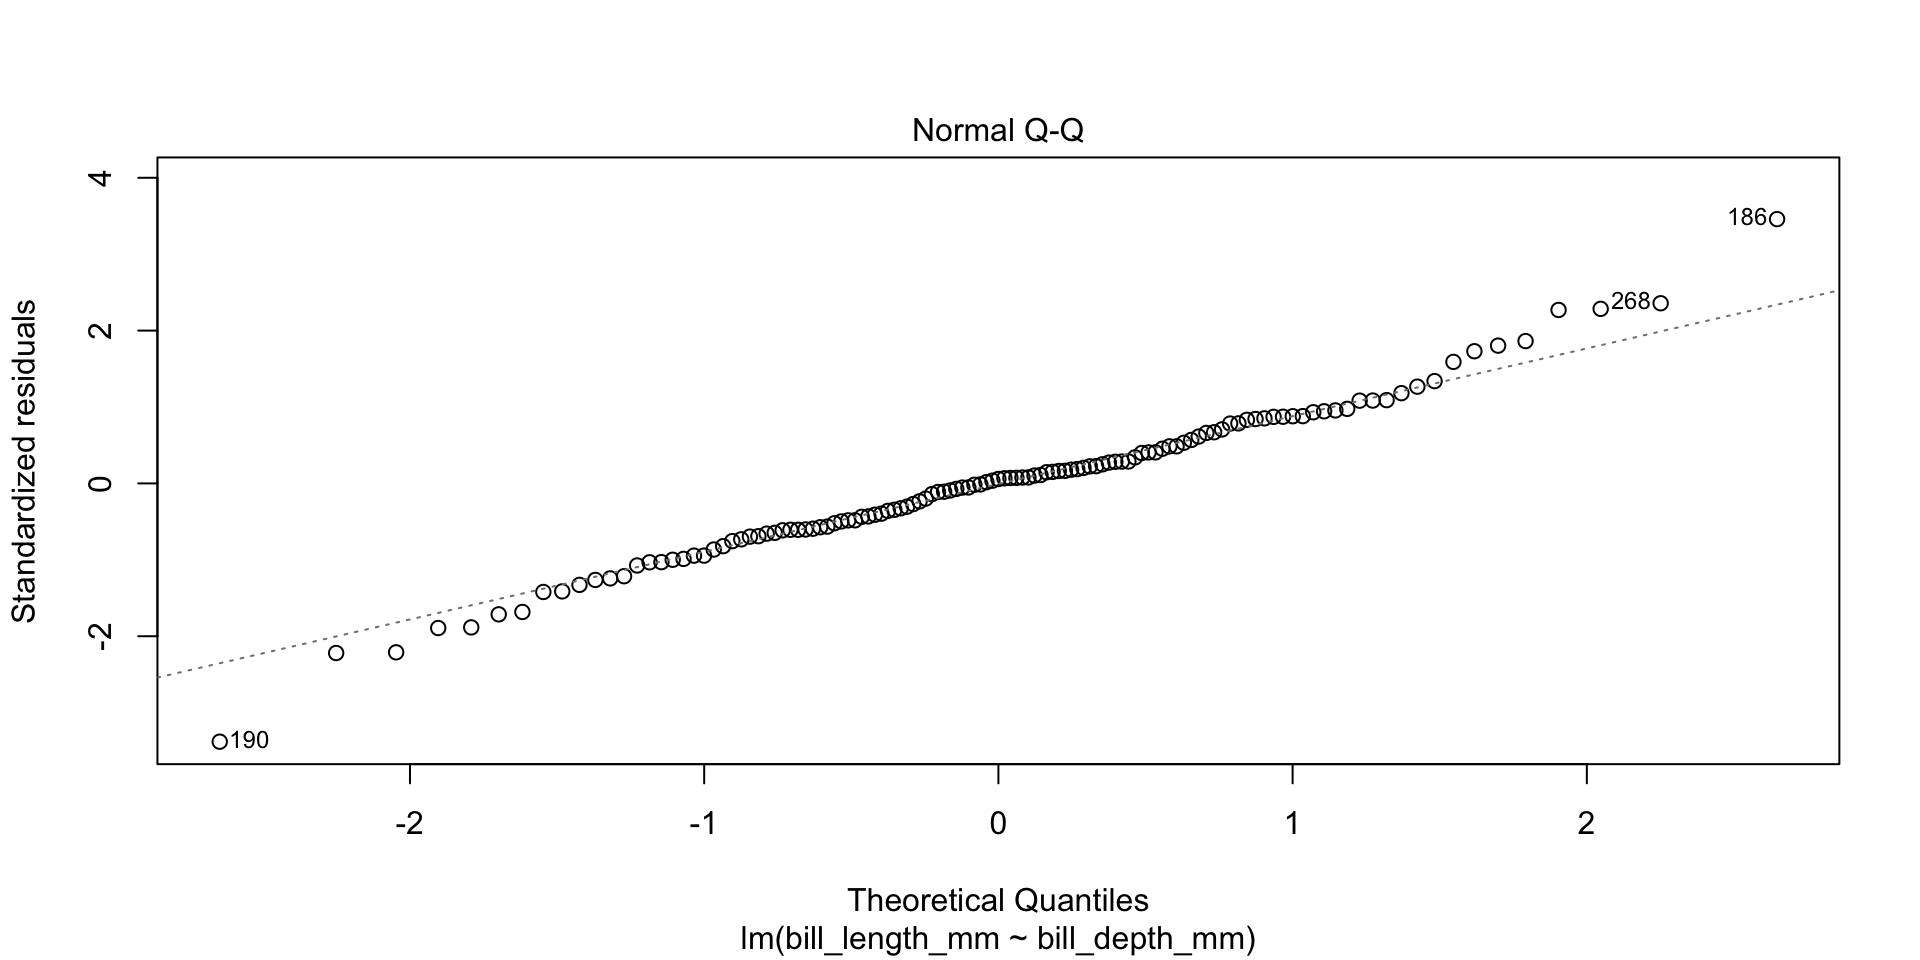 Normal Q-Q
Standardized residuals
4
2
0
-2
186
268
190
-2 -1 0 1 2
Theoretical Quantiles
lm(bill_length_mm ~ bill_depth_mm)